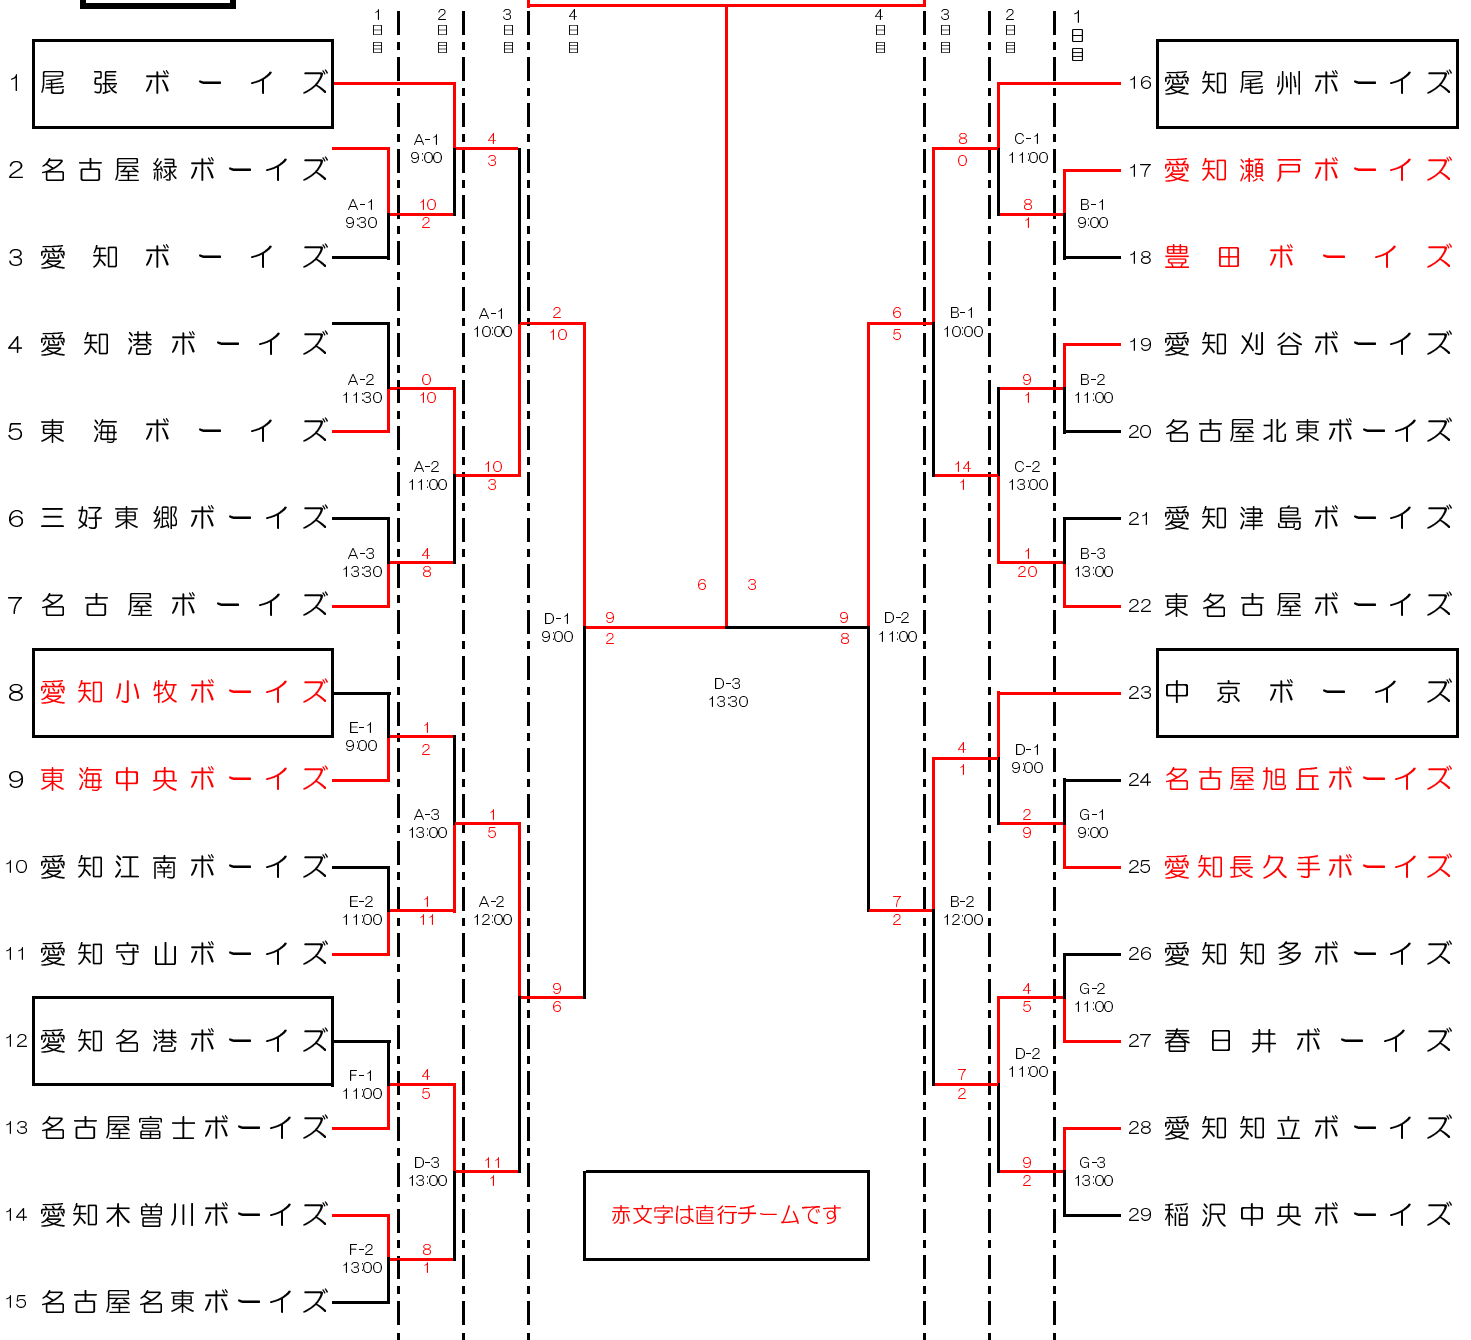 1日目
2日目
3日目
4日目
4日目
3日目
2日目
1日目
1 尾張ボーイズ
2 名古屋緑ボーイズ
3 愛知ボーイズ
4 愛知港ボーイズ
5 東海ボーイズ
6 三好東郷ボーイズ
7 名古屋ボーイズ
8 愛知小牧ボーイズ
9 東海中央ボーイズ
10 愛知江南ボーイズ
11 愛知守山ボーイズ
12 愛知名港ボーイズ
13 名古屋富士ボーイズ
14 愛知木曽川ボーイズ
15 名古屋名東ボーイズ
A-1
9:30
10
2
A-2
11:30
0
10
A-3
13:30
4
8
E-1
9:00
1
2
E-2
11:00
1
11
F-1
11:00
4
5
F-2
13:00
8
1
A-1
9:00
4
3
A-2
11:00
10
3
A-3
13:00
1
5
D-3
13:00
11
1
A-1
10:00
2
10
A-2
12:00
9
6
D-1
9:00
9
2
6 3
D-3
13:30
9
8
D-2
11:00
6
5
B-1
10:00
7
2
B-2
12:00
8
0
C-1
11:00
14
1
C-2
13:00
4
1
D-1
9:00
7
2
D-2
11:00
8
1
B-1
9:00
9
1
B-2
11:00
1
20
B-3
13:00
2
9
G-1
9:00
4
5
G-2
11:00
9
2
G-3
13:00
16 愛知尾州ボーイズ
17 愛知瀬戸ボーイズ
18 豊田ボーイズ
19 愛知刈谷ボーイズ
20 名古屋北東ボーイズ
21 愛知津島ボーイズ
22 東名古屋ボーイズ
23 中京ボーイズ
24 名古屋旭丘ボーイズ
25 愛知長久手ボーイズ
26 愛知知多ボーイズ
27 春日井ボーイズ
28 愛知知立ボーイズ
29 稲沢中央ボーイズ
赤文字は直行チームです